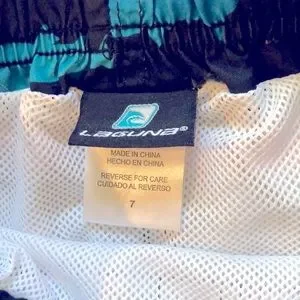 LAGUNA®
MADE IN CHINA
HECHO EN CHINA
REVERSE FOR CARE
CUIDADO AL REVERSO
7